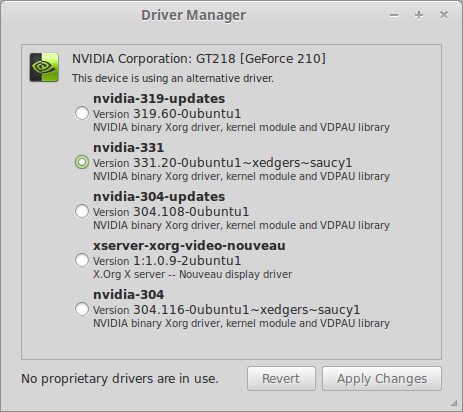 Driver Manager
NVIDIA Corporation: GT218 [GeForce 210]
This device is using an alternative driver.
nvidia-319-updates
Version 319.60-0ubuntu1
NVIDIA binary Xorg driver, kernel module and VDPAU library
nvidia-331
Version 331.20-0ubuntu1~xedgers~saucy1
NVIDIA binary Xorg driver, kernel module and VDPAU library
nvidia-304-updates
Version 304.108-0ubuntu1
NVIDIA binary Xorg driver, kernel module and VDPAU library
xserver-xorg-video-nouveau
Version 1:1.0.9-2ubuntu1
X.Org X server -- Nouveau display driver
nvidia-304
Version 304.116-0ubuntu1~xedgers~saucy1
NVIDIA binary Xorg driver, kernel module and VDPAU library
No proprietary drivers are in use.
Revert
Apply Changes